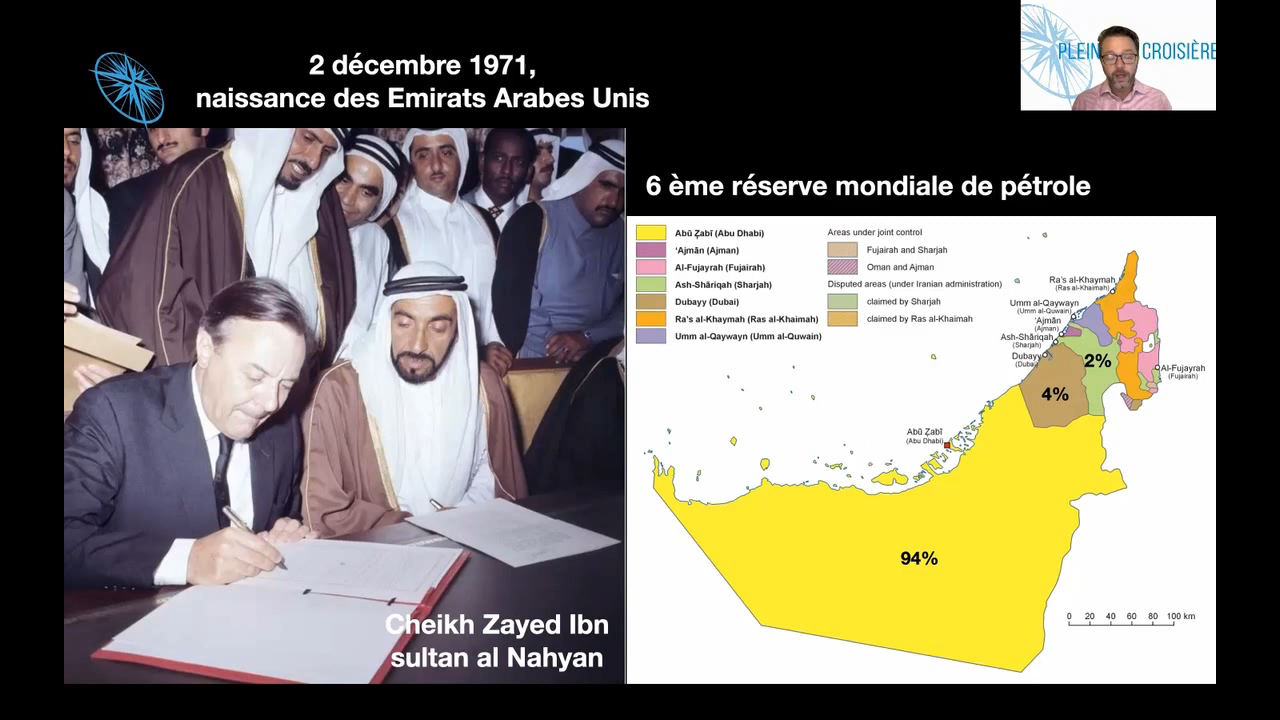 2 décembre 1971,
naissance des Emirats Arabes Unis
PLEIN CROISIÈRE
6 ème réserve mondiale de pétrole
Abū Z̧abī (Abu Dhabi)
‘Ajmān (Ajman)
Al-Fujayrah (Fujairah)
Ash-Shāriqah (Sharjah)
Dubayy (Dubai)
Ra’s al-Khaymah (Ras al-Khaimah)
Umm al-Qaywayn (Umm al-Quwain)
Areas under joint control
Fujairah and Sharjah
Oman and Ajman
Disputed areas (under Iranian administration)
claimed by Sharjah
claimed by Ras al-Khaimah
Ra’s al-Khaymah
(Ras al-Khaimah)
Umm al-Qaywayn
(Umm al-Quwain)
‘Ajmān
(Ajman)
Ash-Shāriqah
(Sharjah)
Dubayy
(Dubai)
Al-Fujayrah
(Fujairah)
2%
4%
Abū Z̧abī
(Abu Dhabi)
94%
0 20 40 60 80 100 km
Cheikh Zayed Ibn
sultan al Nahyan